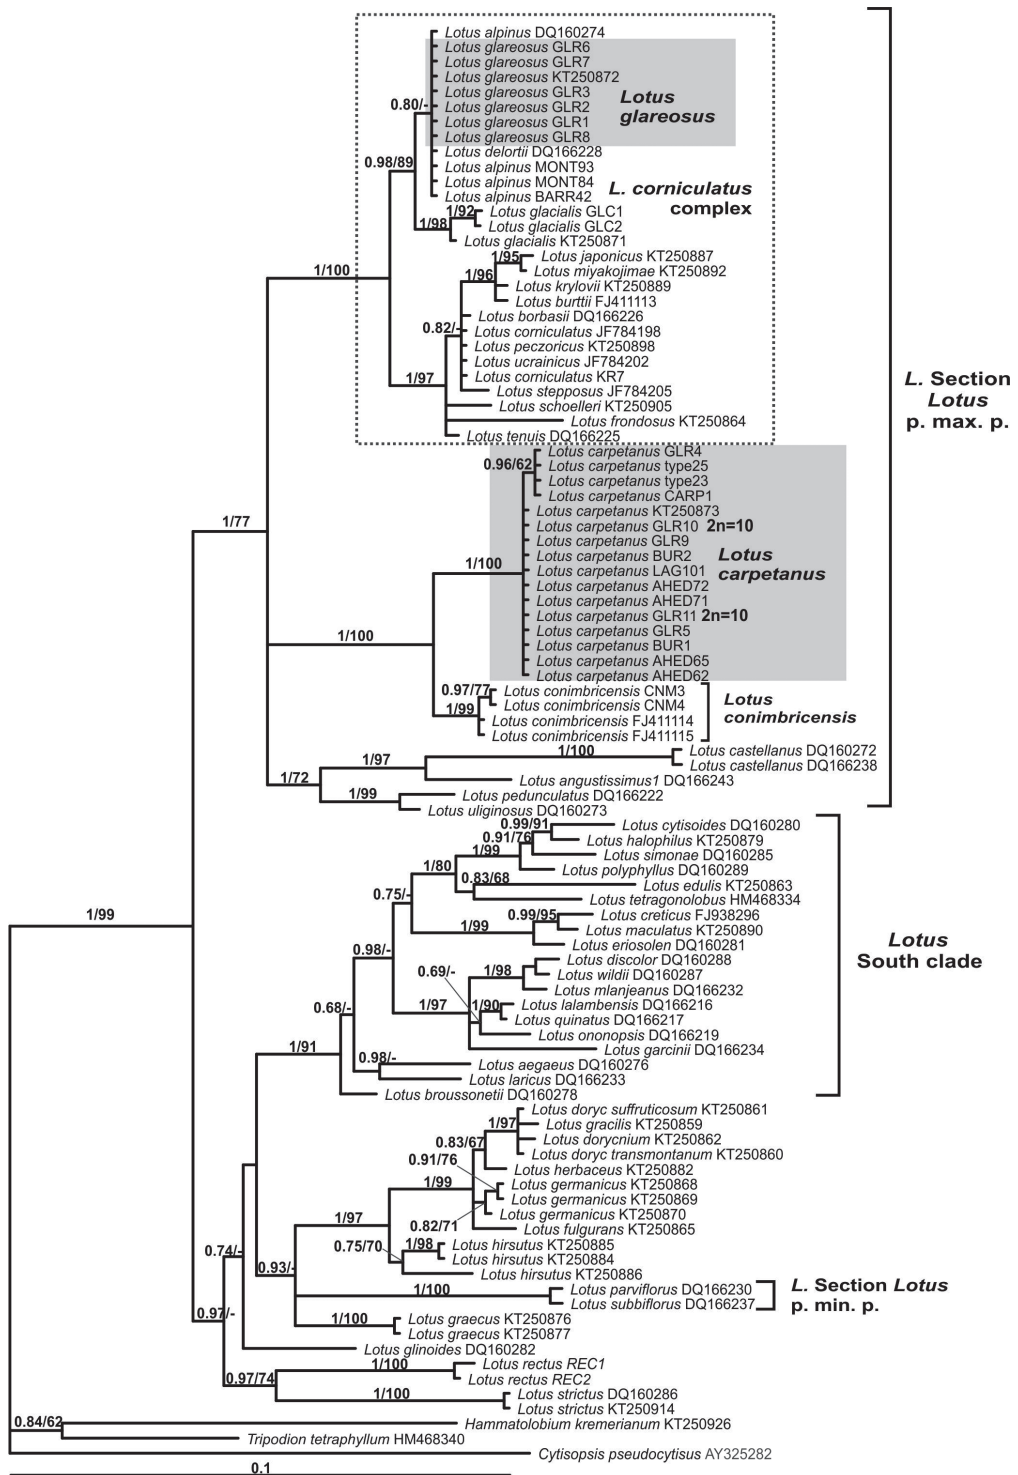 Lotus alpinus DQ160274
Lotus glareosus GLR6
Lotus glareosus GLR7
Lotus glareosus KT250872
Lotus glareosus GLR3
0.80/-
Lotus glareosus GLR2
Lotus glareosus GLR1
Lotus glareosus GLR8
Lotus
glareosus
Lotus delortii DQ166228
0.98/89
Lotus alpinus MONT93
Lotus alpinus MONT84
Lotus alpinus BARR42
L. corniculatus
complex
1/92
Lotus glacialis GLC1
1/98
Lotus glacialis GLC2
Lotus glacialis KT250871
1/95
Lotus japonicus KT250887
1/100
1/96
Lotus miyakojimae KT250892
Lotus krylovii KT250889
Lotus burttii FJ411113
Lotus borbasii DQ166226
0.82/-
Lotus corniculatus JF784198
Lotus peczoricus KT250898
Lotus ucrainicus JF784202
1/97
Lotus corniculatus KR7
Lotus stepposus JF784205
Lotus schoelleri KT250905
Lotus frondosus KT250864
Lotus tenuis DQ166225
L. Section
Lotus
p. max. p.
Lotus carpetanus GLR4
0.96/62
Lotus carpetanus type25
Lotus carpetanus type23
Lotus carpetanus CARP1
Lotus carpetanus KT250873
1/77
Lotus carpetanus GLR10 2n=10
Lotus carpetanus GLR9
Lotus carpetanus BUR2
1/100
Lotus carpetanus LAG101
Lotus
carpetanus
Lotus carpetanus AHED72
Lotus carpetanus AHED71
Lotus carpetanus GLR11 2n=10
Lotus carpetanus GLR5
1/100
Lotus carpetanus BUR1
Lotus carpetanus AHED65
Lotus carpetanus AHED62
0.97/77
Lotus conimbricensis CNM3
1/99
Lotus conimbricensis CNM4
Lotus conimbricensis FJ411114
Lotus conimbricensis FJ411115
Lotus
conimbricensis
1/100
Lotus castellanus DQ160272
1/97
Lotus castellanus DQ166238
1/72
Lotus angustissimus1 DQ166243
1/99
Lotus pedunculatus DQ166222
Lotus uliginosus DQ160273
0.99/91
Lotus cytisoides DQ160280
0.91/76
Lotus halophilus KT250879
1/99
Lotus simonae DQ160285
1/80
Lotus polyphyllus DQ160289
0.83/68
Lotus edulis KT250863
0.75/-
Lotus tetragonolobus HM468334
0.99/95
Lotus creticus FJ938296
1/99
Lotus maculatus KT250890
Lotus eriosolen DQ160281
1/99
0.98/-
Lotus discolor DQ160288
0.69/-
1/98
Lotus wildii DQ160287
Lotus mlanjeanus DQ166232
1/97
1/90
Lotus lalambensis DQ166216
0.68/-
Lotus quinatus DQ166217
Lotus ononopsis DQ166219
1/91
Lotus garcinii DQ166234
0.98/-
Lotus aegaeus DQ160276
Lotus laricus DQ166233
Lotus broussonetii DQ160278
Lotus
South clade
Lotus doryc suffruticosum KT250861
1/97
Lotus gracilis KT250859
0.83/67
Lotus dorycnium KT250862
Lotus doryc transmontanum KT250860
0.91/76
Lotus herbaceus KT250882
1/99
Lotus germanicus KT250868
Lotus germanicus KT250869
Lotus germanicus KT250870
0.82/71
Lotus fulgurans KT250865
1/97
0.75/70
1/98
Lotus hirsutus KT250885
0.74/-
Lotus hirsutus KT250884
0.93/-
Lotus hirsutus KT250886
1/100
Lotus parviflorus DQ166230
Lotus subbiflorus DQ166237
L. Section Lotus
p. min. p.
0.97/-
1/100
Lotus graecus KT250876
Lotus graecus KT250877
Lotus glinoides DQ160282
1/100
Lotus rectus REC1
0.97/74
Lotus rectus REC2
1/100
Lotus strictus DQ160286
Lotus strictus KT250914
0.84/62
Hammatolobium kremerianum KT250926
Tripodion tetraphyllum HM468340
Cytisopsis pseudocytisus AY325282
0.1